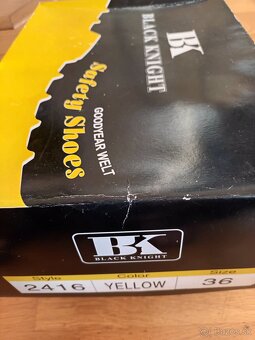 BK
BLACK KNIGHT
Safety Shoes
GOODYEAR WELT
BK
BLACK KNIGHT
Style Color Size
2416 YELLOW 36